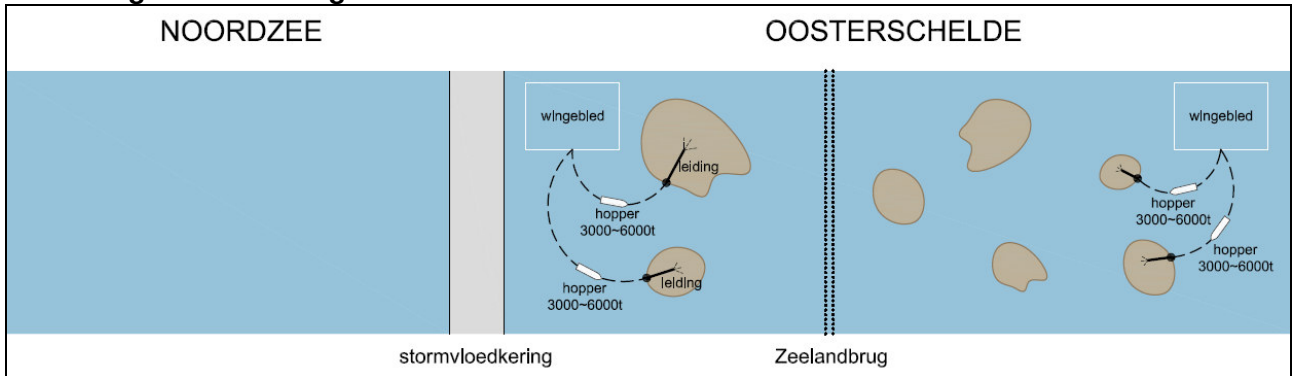 NOORDZEE
OOSTERSCHELDE
wingebied
leiding
hopper
3000~6000t
leiding
hopper
3000~6000t
wingebied
hopper
3000~6000t
hopper
3000~6000t
stormvloedkering
Zeelandbrug